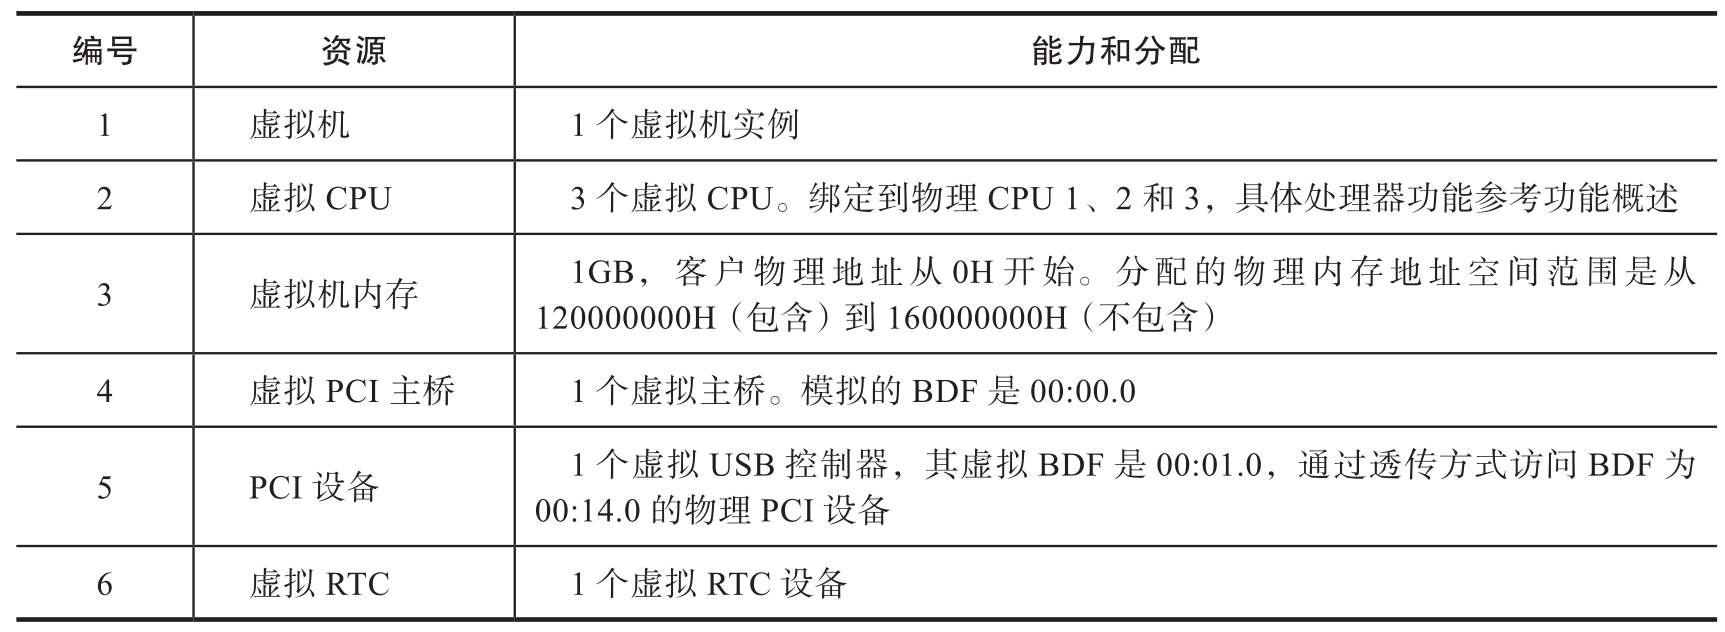 编号 资源 能力和分配
1 虚拟机 1 个虚拟机实例
2 虚拟 CPU 3 个虚拟 CPU。绑定到物理 CPU 1、2 和 3，具体处理器功能参考功能概述
3 虚拟机内存 1GB，客户物理地址从 0H 开始。分配的物理内存地址空间范围是从
120000000H（包含）到 160000000H（不包含）
4 虚拟 PCI 主桥 1 个虚拟主桥。模拟的 BDF 是 00:00.0
5 PCI 设备 1 个虚拟 USB 控制器，其虚拟 BDF 是 00:01.0，通过透传方式访问 BDF 为
00:14.0 的物理 PCI 设备
6 虚拟 RTC 1 个虚拟 RTC 设备